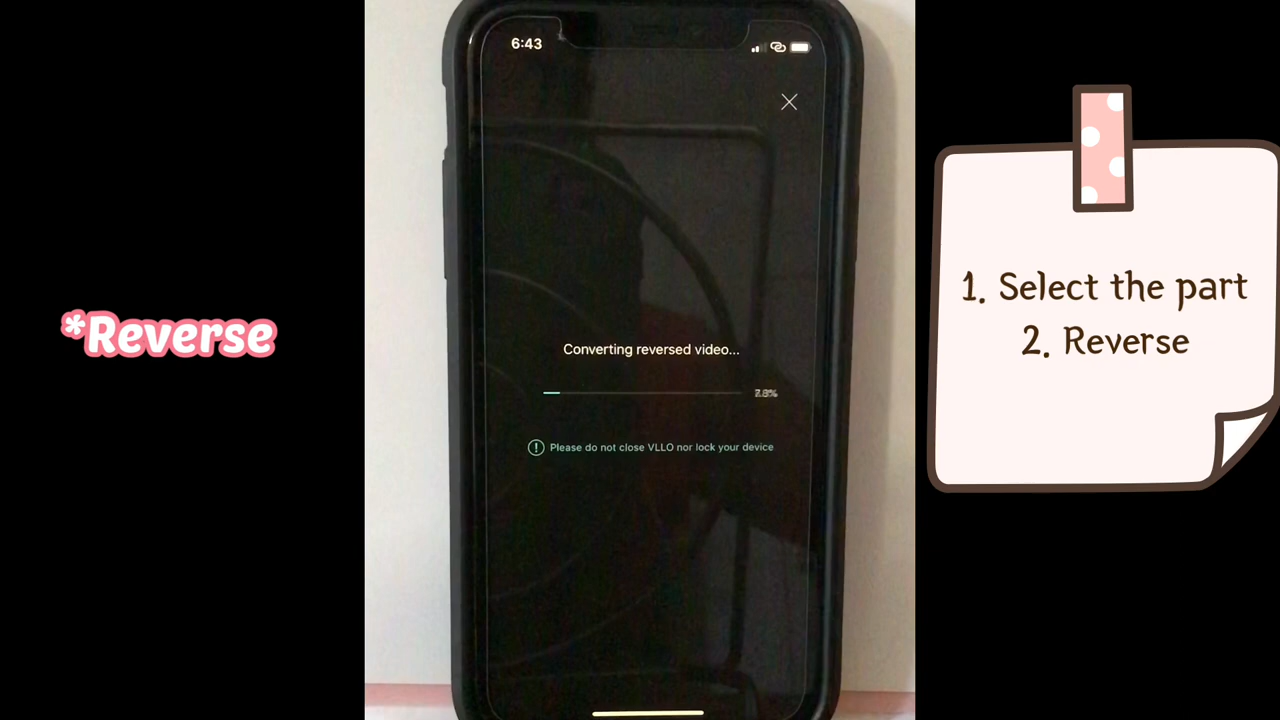 *Reverse
6:43
Converting reversed video...
Please do not close VLLO nor lock your device
1. Select the part
2. Reverse